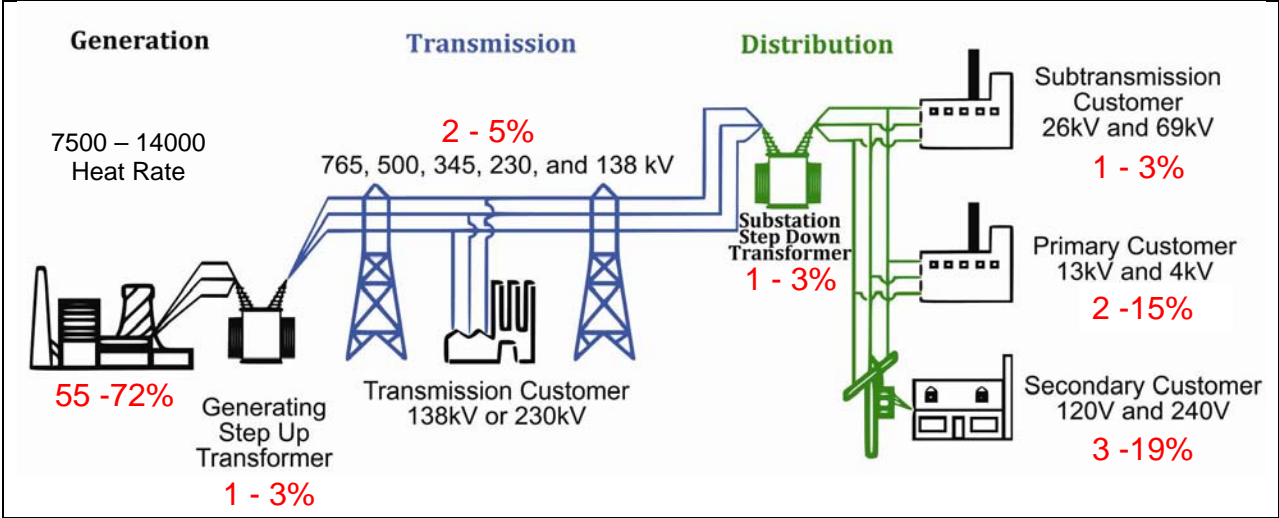 Generation
7500 – 14000
Heat Rate
55 -72%
Generating
Step Up
Transformer
1 - 3%
Transmission
2 - 5%
765, 500, 345, 230, and 138 kV
Transmission Customer
138kV or 230kV
Distribution
Substation
Step Down
Transformer
1 - 3%
Subtransmission
Customer
26kV and 69kV
1 - 3%
Primary Customer
13kV and 4kV
2 -15%
Secondary Customer
120V and 240V
3 -19%